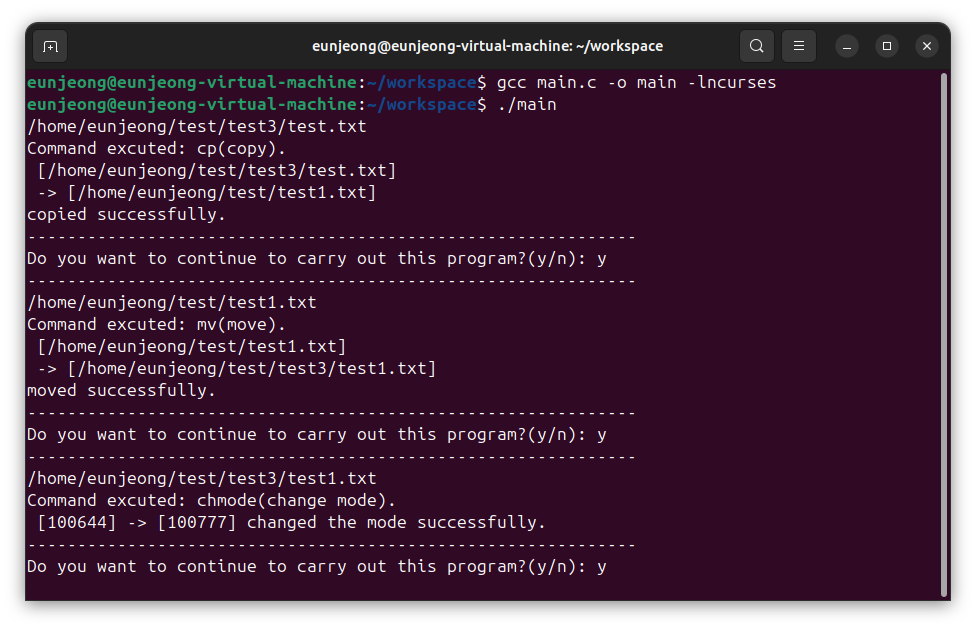 eunjeong@eunjeong-virtual-machine: ~/workspace
eunjeong@eunjeong-virtual-machine:~/workspace$ gcc main.c -o main -lncurses
eunjeong@eunjeong-virtual-machine:~/workspace$ ./main
/home/eunjeong/test/test3/test.txt
Command excuted: cp(copy).
 [/home/eunjeong/test/test3/test.txt]
 -> [/home/eunjeong/test/test1.txt]
copied successfully.
-------------------------------------------------------------
Do you want to continue to carry out this program?(y/n): y
-------------------------------------------------------------
/home/eunjeong/test/test1.txt
Command excuted: mv(move).
 [/home/eunjeong/test/test1.txt]
 -> [/home/eunjeong/test/test3/test1.txt]
moved successfully.
-------------------------------------------------------------
Do you want to continue to carry out this program?(y/n): y
-------------------------------------------------------------
/home/eunjeong/test/test3/test1.txt
Command excuted: chmode(change mode).
 [100644] -> [100777] changed the mode successfully.
-------------------------------------------------------------
Do you want to continue to carry out this program?(y/n): y